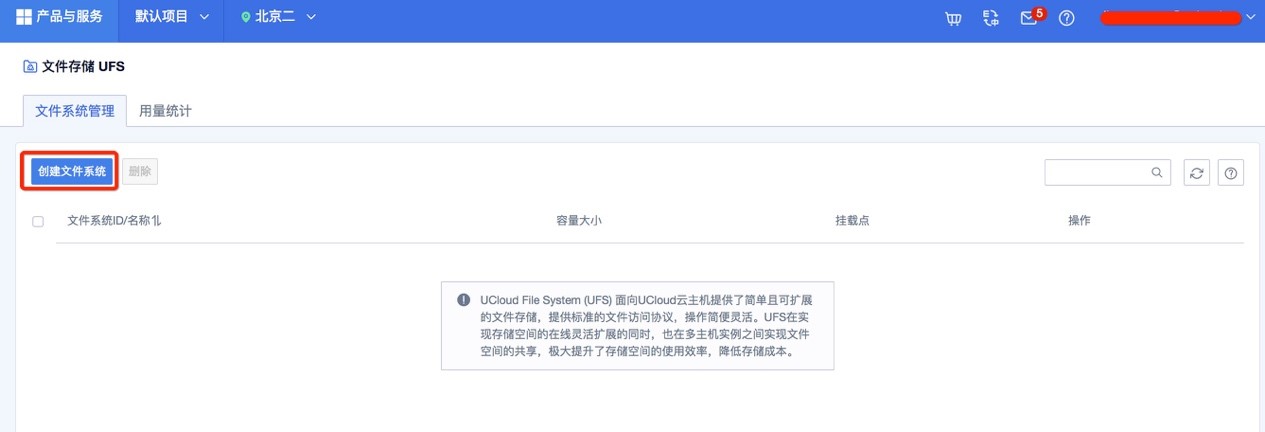 产品与服务 默认项目 北京二 5
文件存储 UFS
文件系统管理 用量统计
创建文件系统 删除
文件系统ID/名称 容量大小 挂载点 操作
UCloud File System (UFS) 面向UCloud云主机提供了简单且可扩展
的文件存储，提供标准的文件访问协议，操作简便灵活。UFS在实
现存储空间的在线灵活扩展的同时，也在多主机实例之间实现文件
空间的共享，极大提升了存储空间的使用效率，降低存储成本。